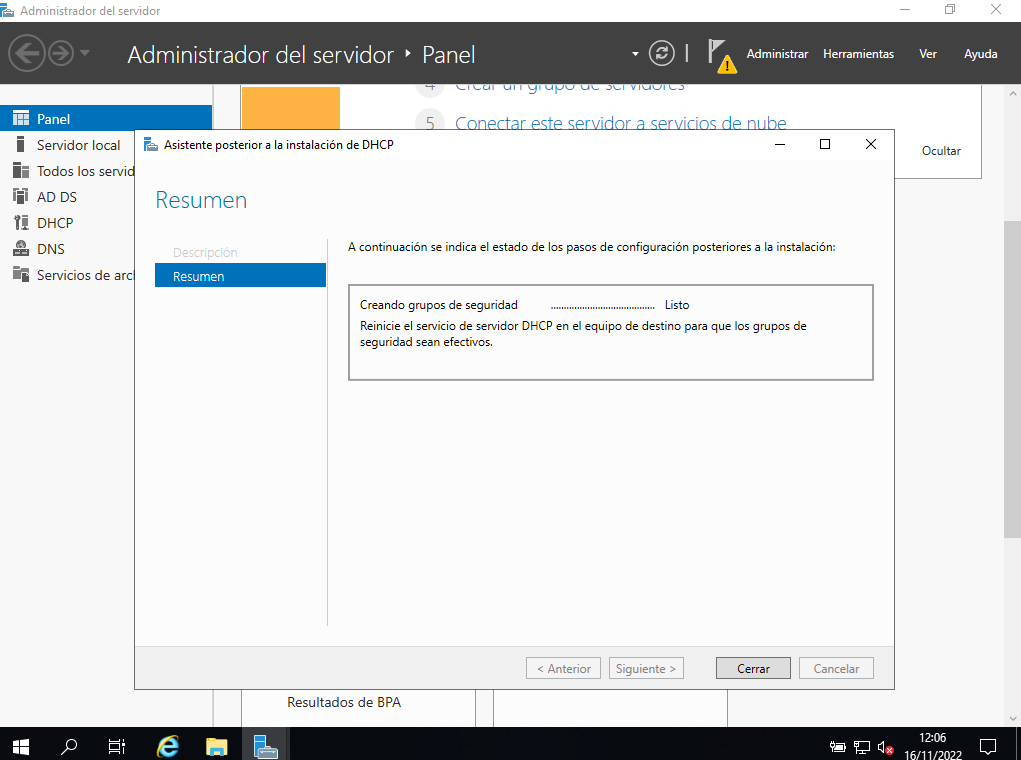 Administrador del servidor
Administrador del servidor Panel
Administrar Herramientas Ver Ayuda
4 Crear un grupo de servidores
5 Conectar este servidor a servicios de nube
Ocultar
Panel
Servidor local
Todos los servid
AD DS
DHCP
DNS
Servicios de arc
Asistente posterior a la instalación de DHCP
Resumen
Descripción
Resumen
A continuación se indica el estado de los pasos de configuración posteriores a la instalación:
Creando grupos de seguridad ........................................ Listo
Reinicie el servicio de servidor DHCP en el equipo de destino para que los grupos de
seguridad sean efectivos.
< Anterior Siguiente > Cerrar Cancelar
Resultados de BPA
12:06
16/11/2022